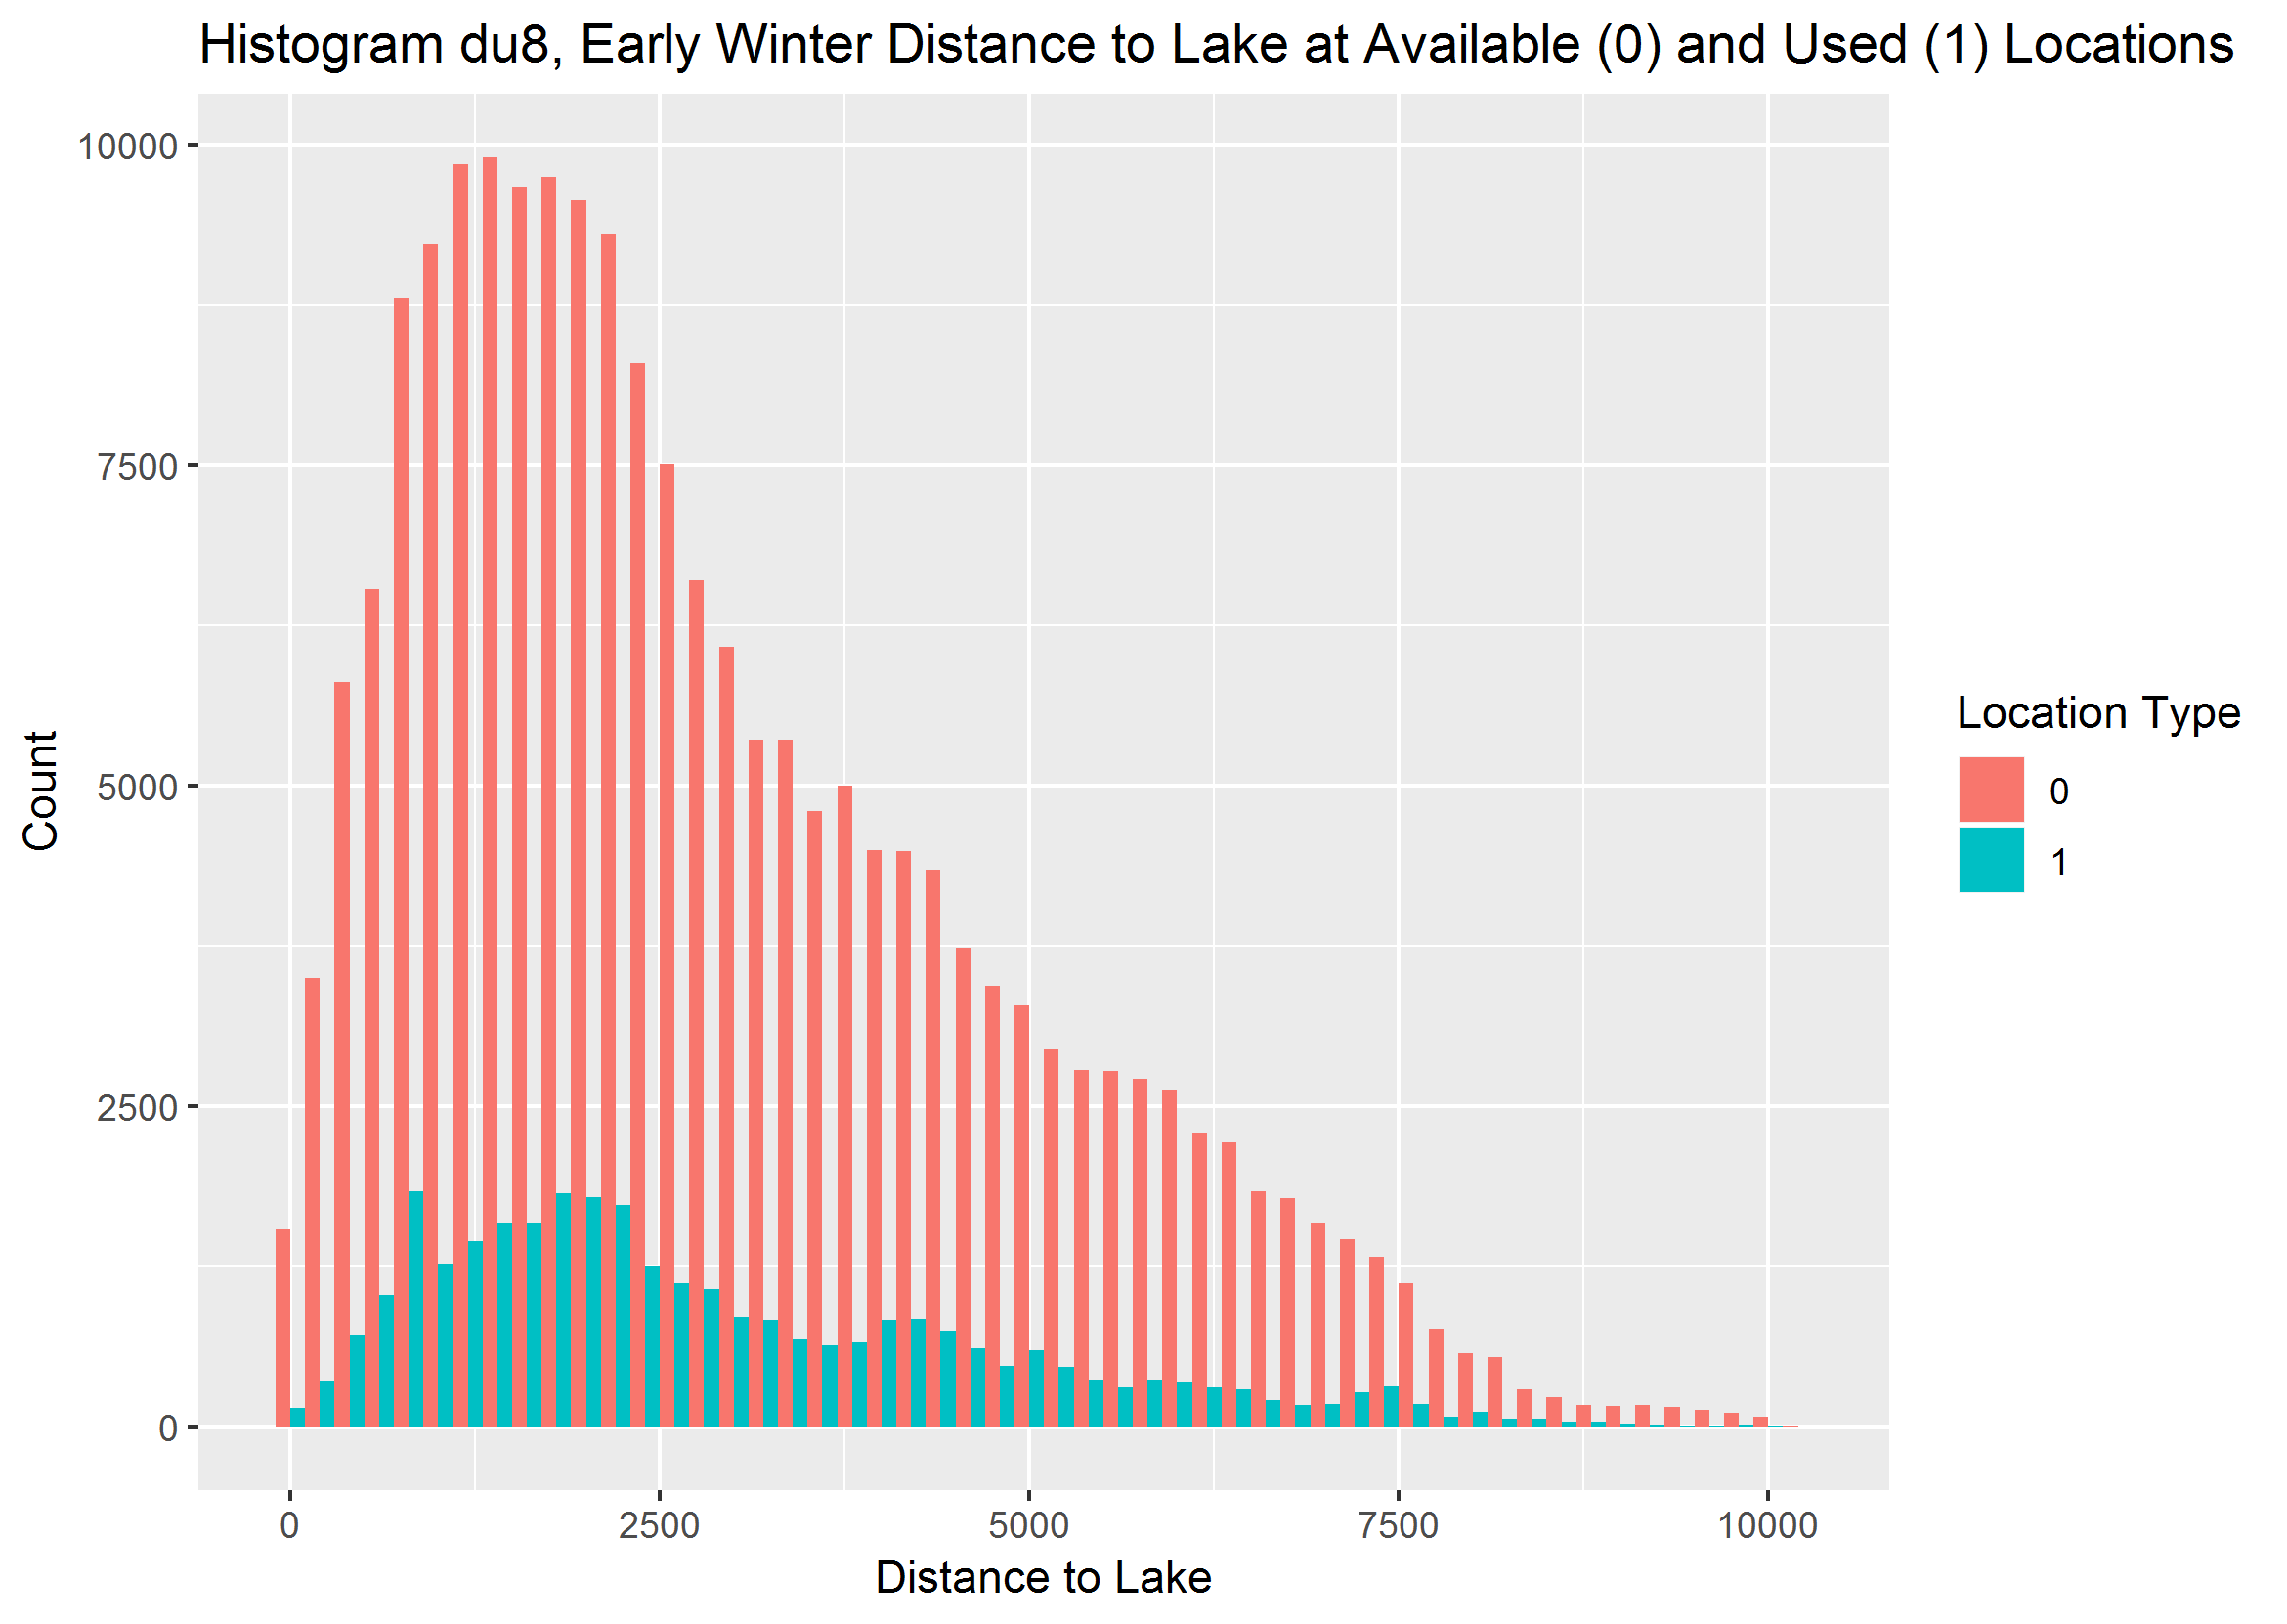 Histogram du8, Early Winter Distance to Lake at Available (0) and Used (1) Locations
10000
7500
5000
2500
0
Count
0 2500 5000 7500 10000
Distance to Lake
Location Type
0
1